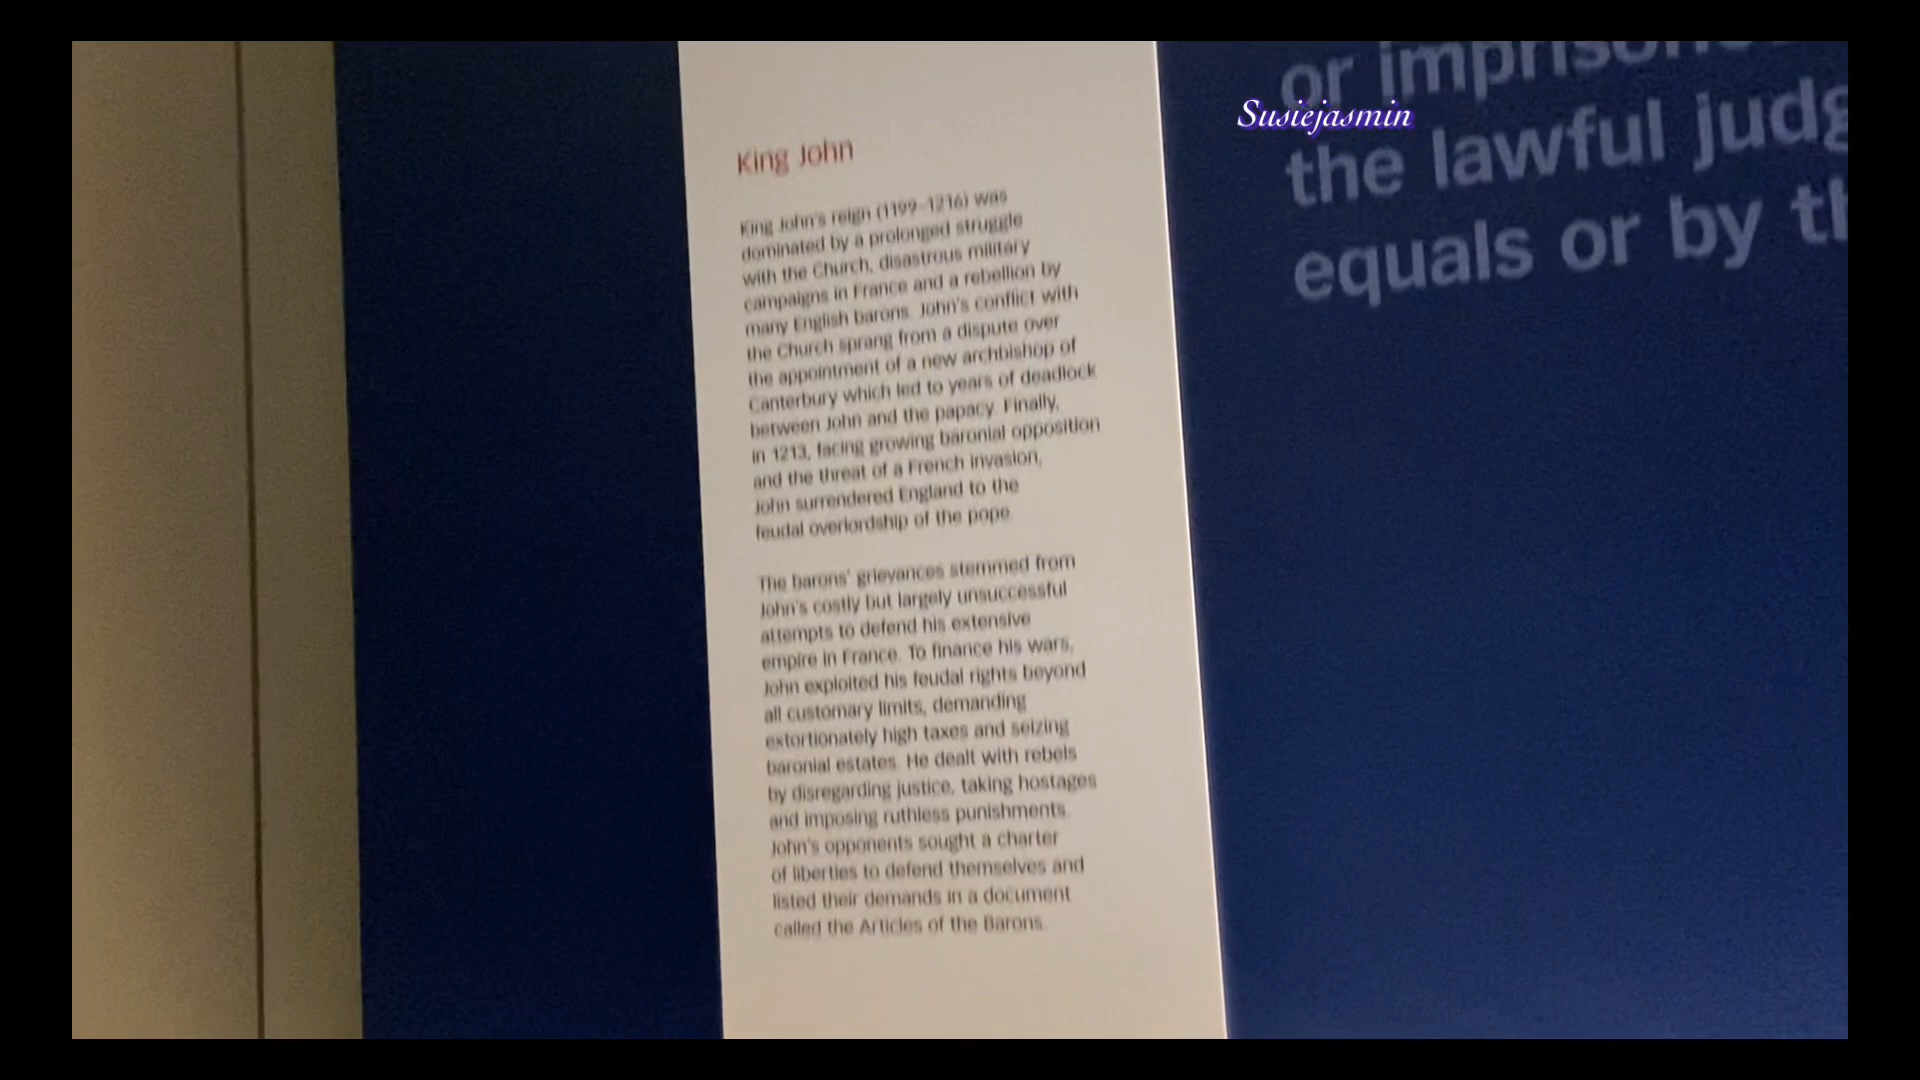 King John
King John's reign (1199–1216) was
dominated by a prolonged struggle
with the Church, disastrous military
campaigns in France and a rebellion by
many English barons. John's conflict with
the Church sprang from a dispute over
the appointment of a new archbishop of
Canterbury which led to years of deadlock
between John and the papacy. Finally,
in 1213, facing growing baronial opposition
and the threat of a French invasion,
John surrendered England to the
feudal overlordship of the pope.
The barons' grievances stemmed from
John's costly but largely unsuccessful
attempts to defend his extensive
empire in France. To finance his wars,
John exploited his feudal rights beyond
all customary limits, demanding
extortionately high taxes and seizing
baronial estates. He dealt with rebels
by disregarding justice, taking hostages
and imposing ruthless punishments.
John's opponents sought a charter
of liberties to defend themselves and
listed their demands in a document
called the Articles of the Barons.
or
Susiejasmin
the lawful
equals or by